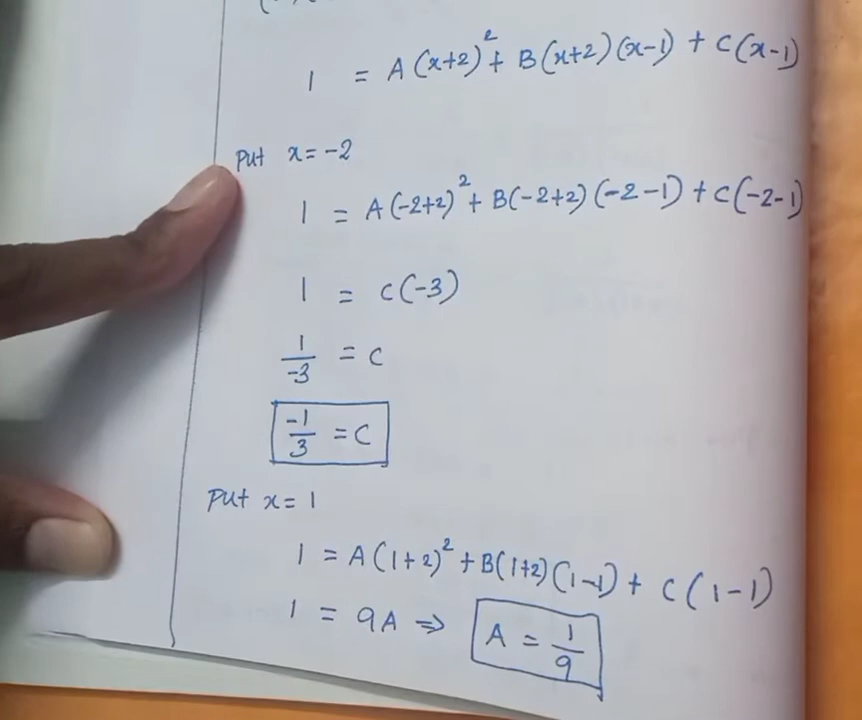 1 = A(x+2)² + B(x+2)(x-1) + C(x-1)
Put x = -2
1 = A(-2+2)² + B(-2+2)(-2-1) + C(-2-1)
1 = C(-3)
1/-3 = C
-1/3 = C
Put x = 1
1 = A(1+2)² + B(1+2)(1-1) + C(1-1)
1 = 9A ⇒ A = 1/9